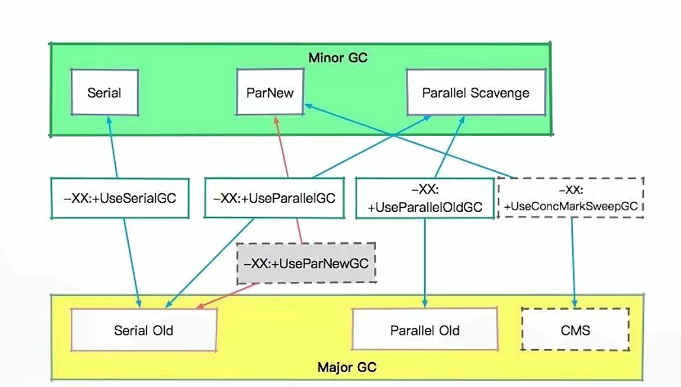 Minor GC
Serial
ParNew
Parallel Scavenge
–XX:+UseSerialGC
–XX:+UseParallelGC
–XX:
+UseParallelOldGC
–XX:
+UseConcMarkSweepGC
–XX:+UseParNewGC
Serial Old
Parallel Old
CMS
Major GC